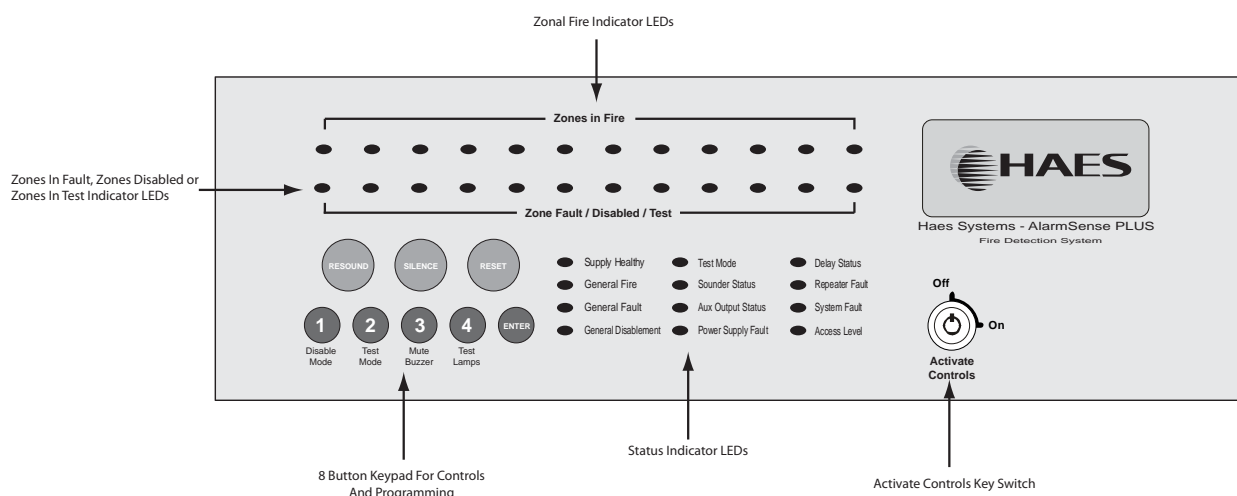 Zonal Fire Indicator LEDs
Zones in Fire
Zones In Fault, Zones Disabled or
Zones In Test Indicator LEDs
HAES
Zone Fault / Disabled / Test
Haes Systems - AlarmSense PLUS
Fire Detection System
RESOUND SILENCE RESET
Supply Healthy Test Mode Delay Status
General Fire Sounder Status Repeater Fault
General Fault Aux Output Status System Fault
General Disablement Power Supply Fault Access Level
Off
On
1 2 3 4 ENTER
Disable Test Mute Test
Mode Mode Buzzer Lamps
Activate
Controls
Status Indicator LEDs
8 Button Keypad For Controls
And Programming
Activate Controls Key Switch